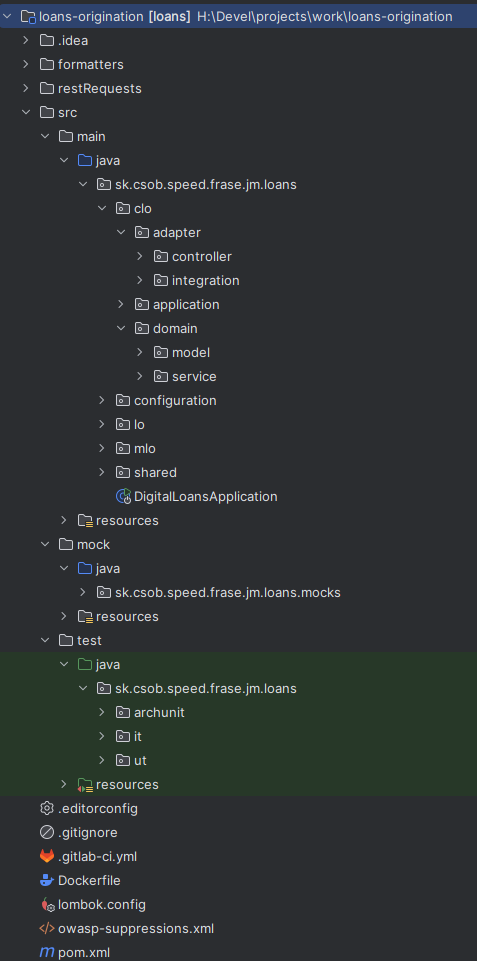 loans-origination [loans] H:\Devel\projects\work\loans-origination
.idea
formatters
restRequests
src
main
java
sk.csob.speed.frase.jm.loans
clo
adapter
controller
integration
application
domain
model
service
configuration
lo
mlo
shared
DigitalLoansApplication
resources
mock
java
sk.csob.speed.frase.jm.loans.mocks
resources
test
java
sk.csob.speed.frase.jm.loans
archunit
it
ut
resources
.editorconfig
.gitignore
.gitlab-ci.yml
Dockerfile
lombok.config
owasp-suppressions.xml
pom.xml